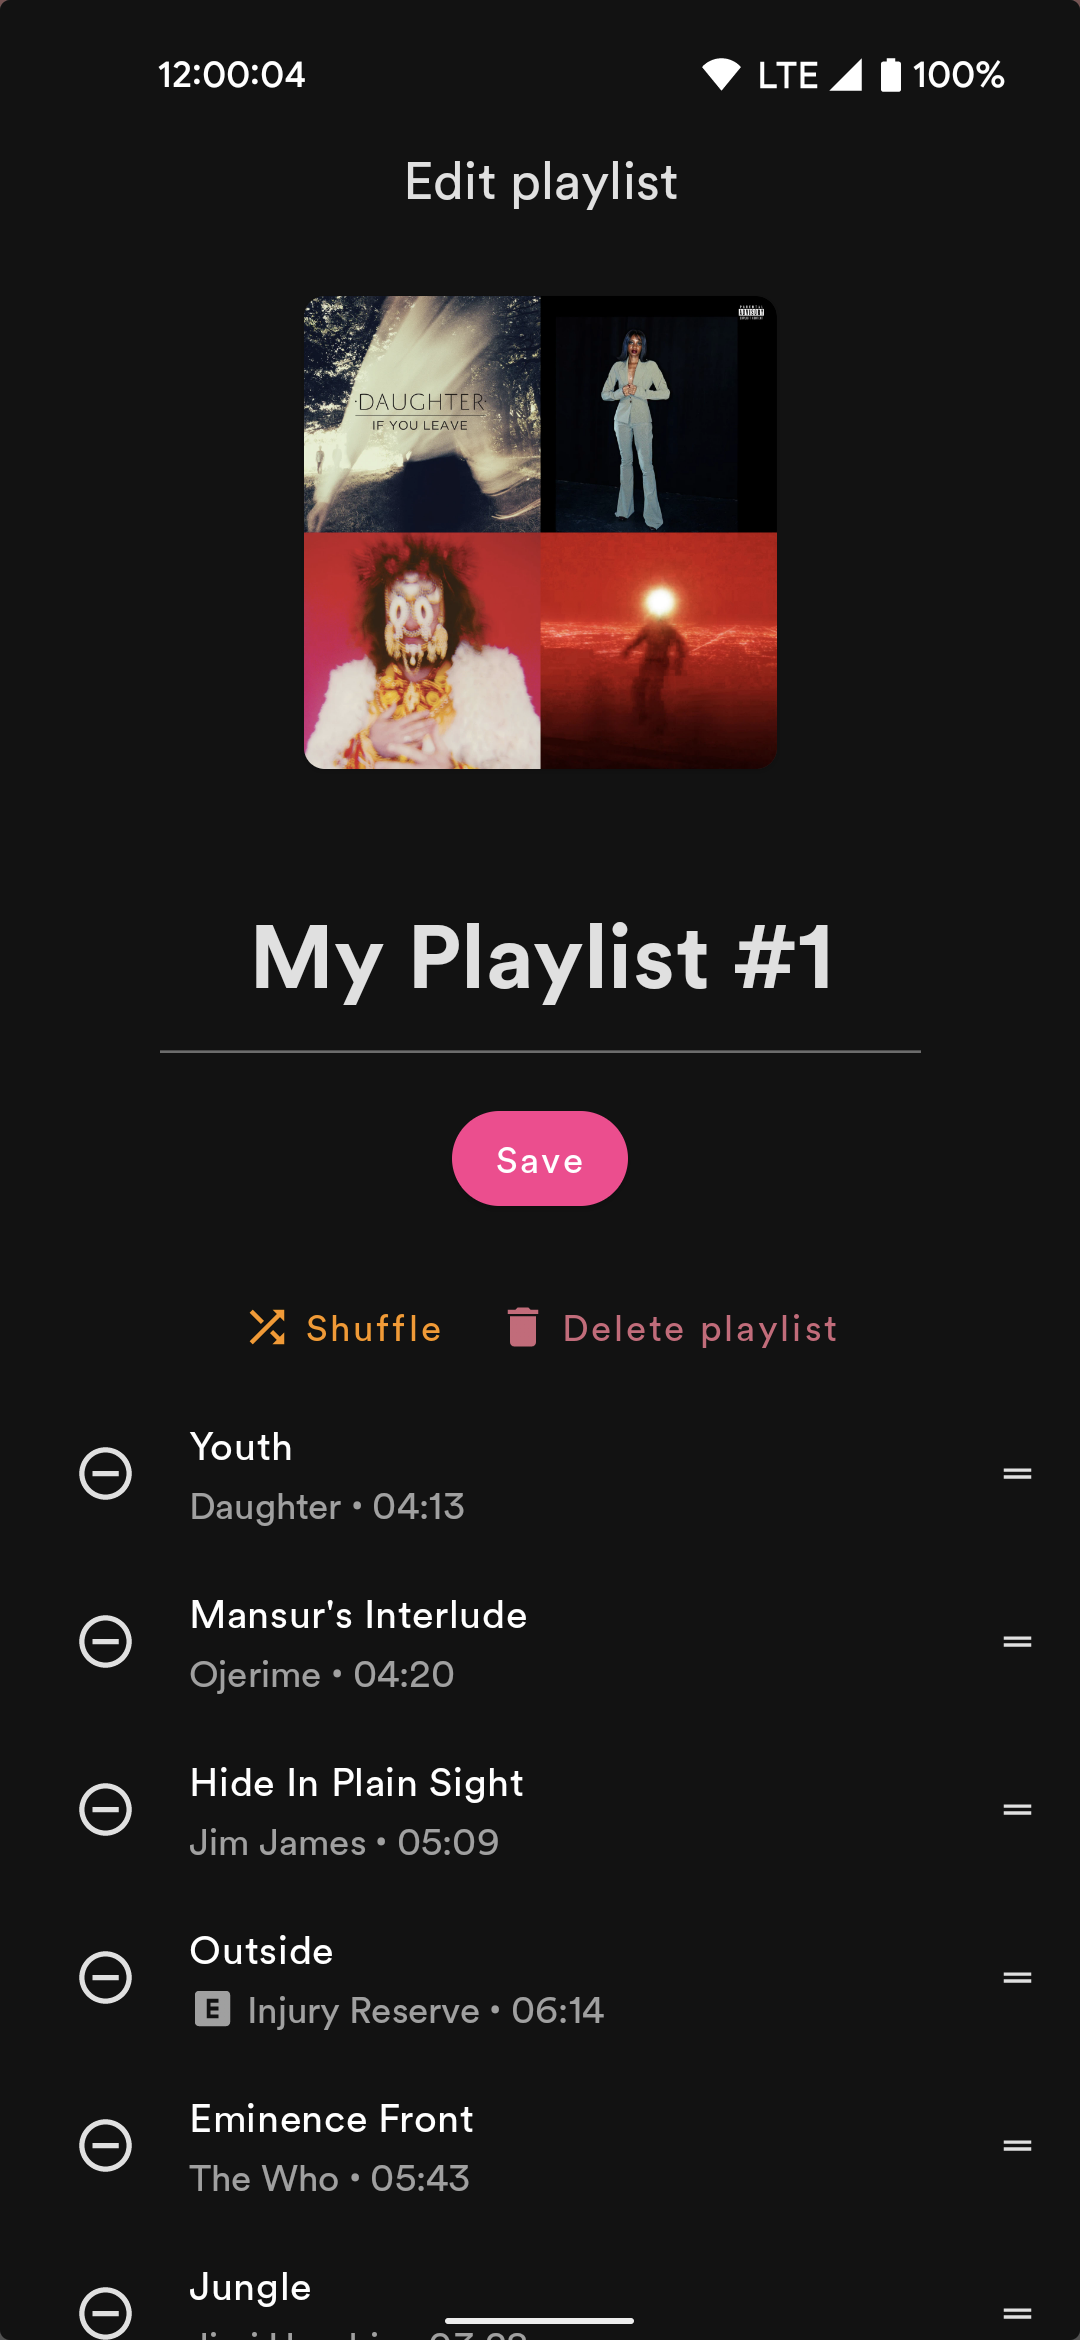 12:00:04 LTE 100%
Edit playlist
DAUGHTER
IF YOU LEAVE
PARENTAL
ADVISORY
My Playlist #1
Save
Shuffle Delete playlist
Youth
Daughter • 04:13
Mansur's Interlude
Ojerime • 04:20
Hide In Plain Sight
Jim James • 05:09
Outside
E Injury Reserve • 06:14
Eminence Front
The Who • 05:43
Jungle